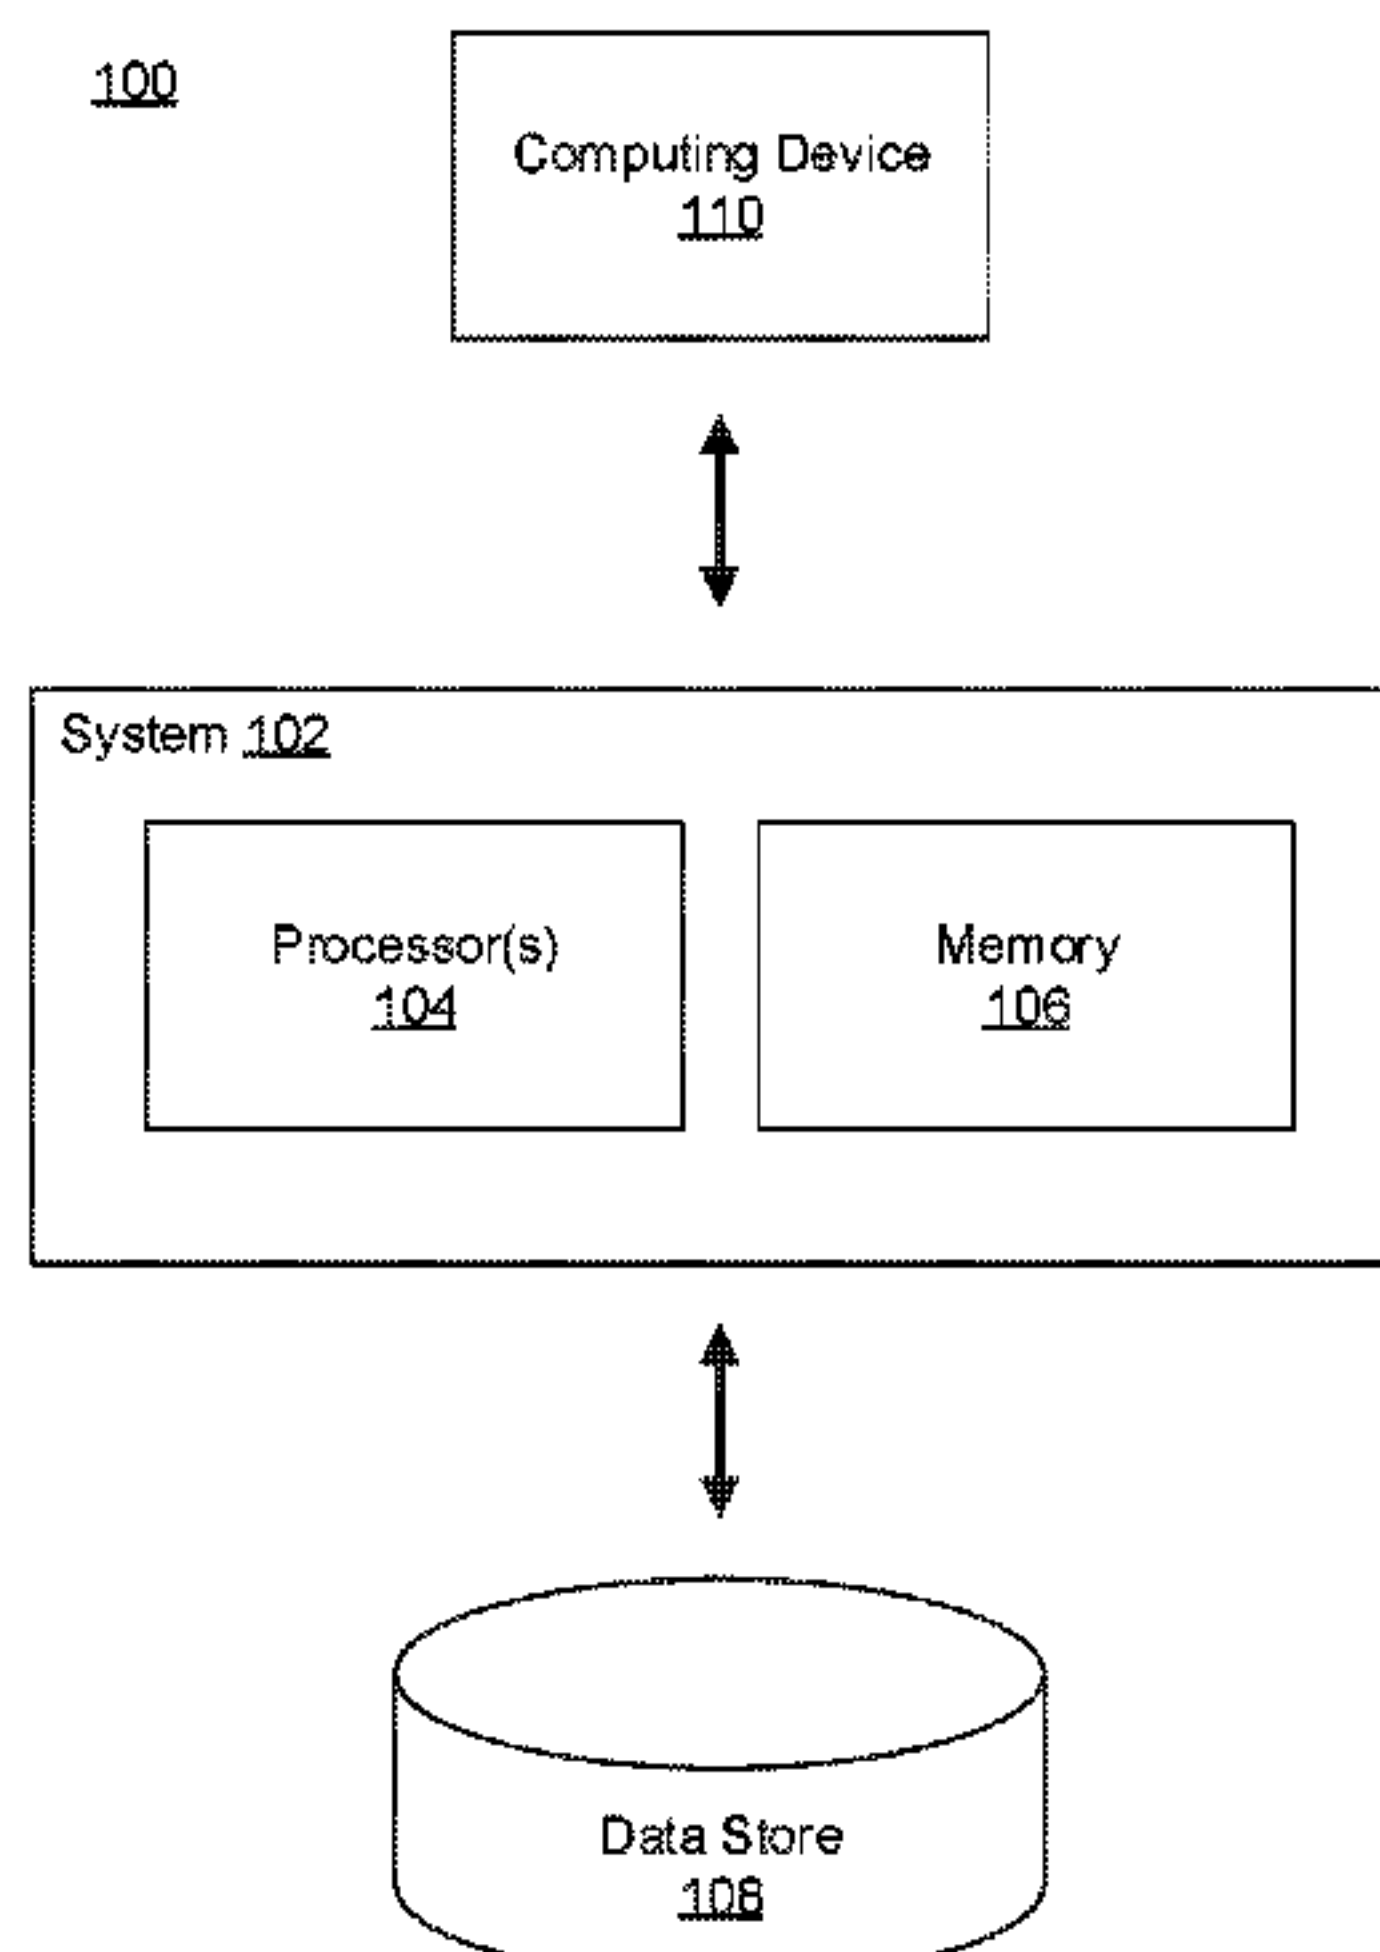 100
Computing Device
110
System 102
Processor(s)
104
Memory
106
Data Store
108